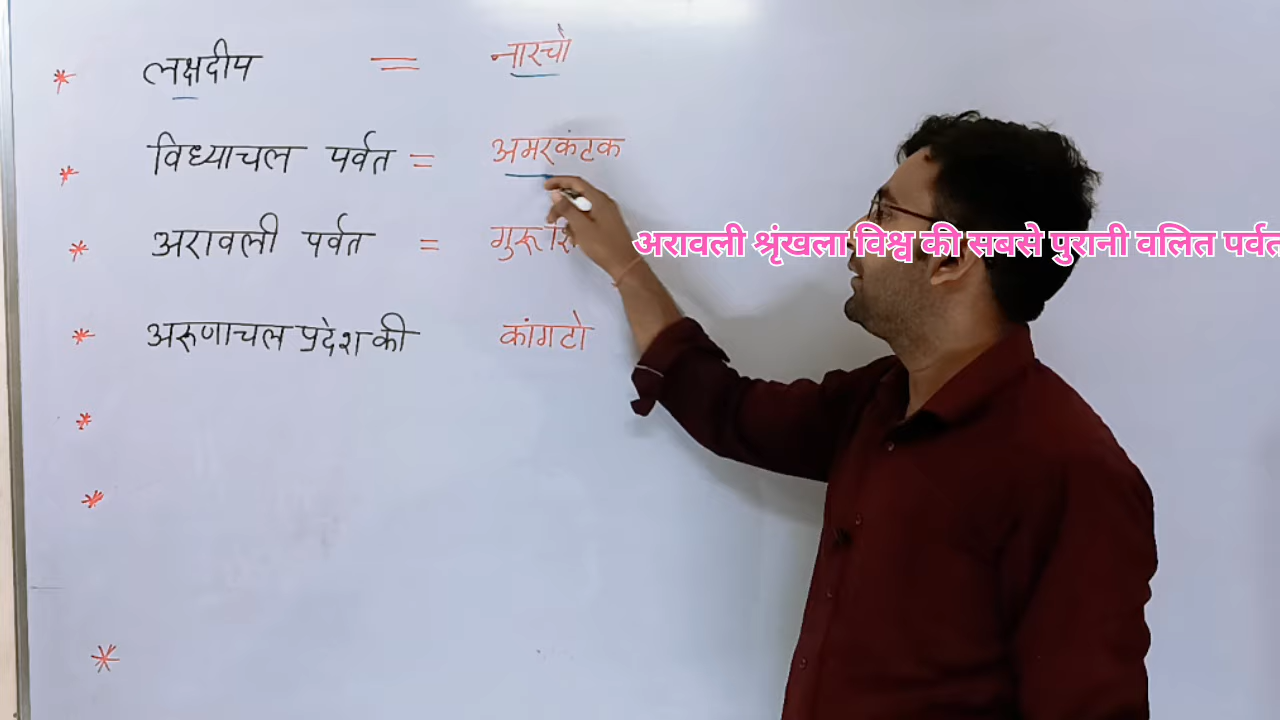 * लक्षदीप = नारचो
* विध्याचल पर्वत = अमरकंटक
* अरावली पर्वत = गुरू
अरावली श्रृंखला विश्व की सबसे पुरानी वलित पर्वत
* अरुणाचल प्रदेश की कांगटो
*
*
*